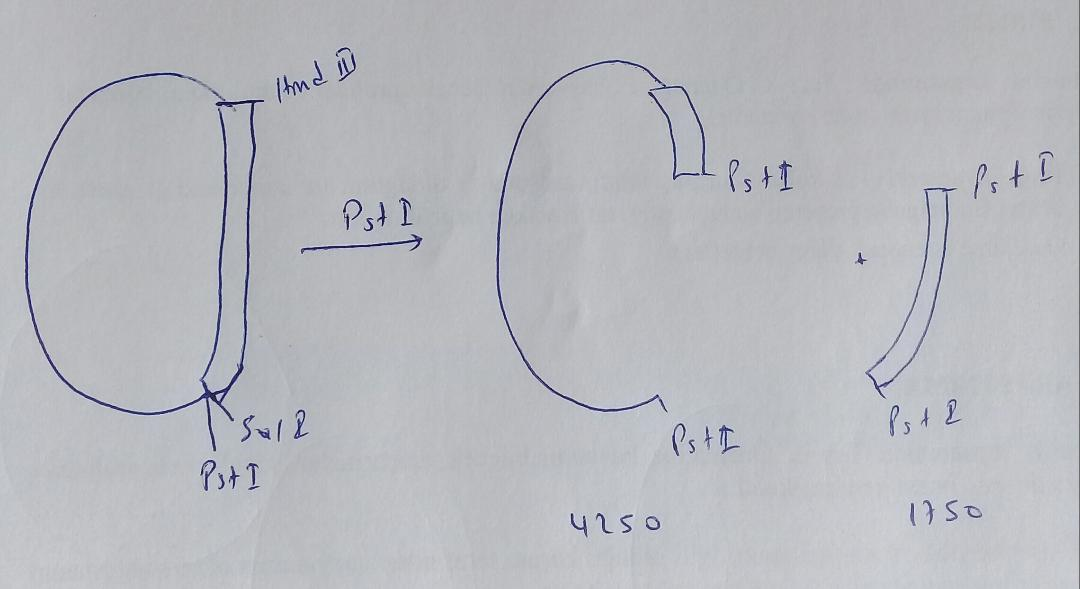 Hind III
Pst I
Sal I
Pst I
Pst I
Pst I
+
Pst I
Pst I
4250
1750